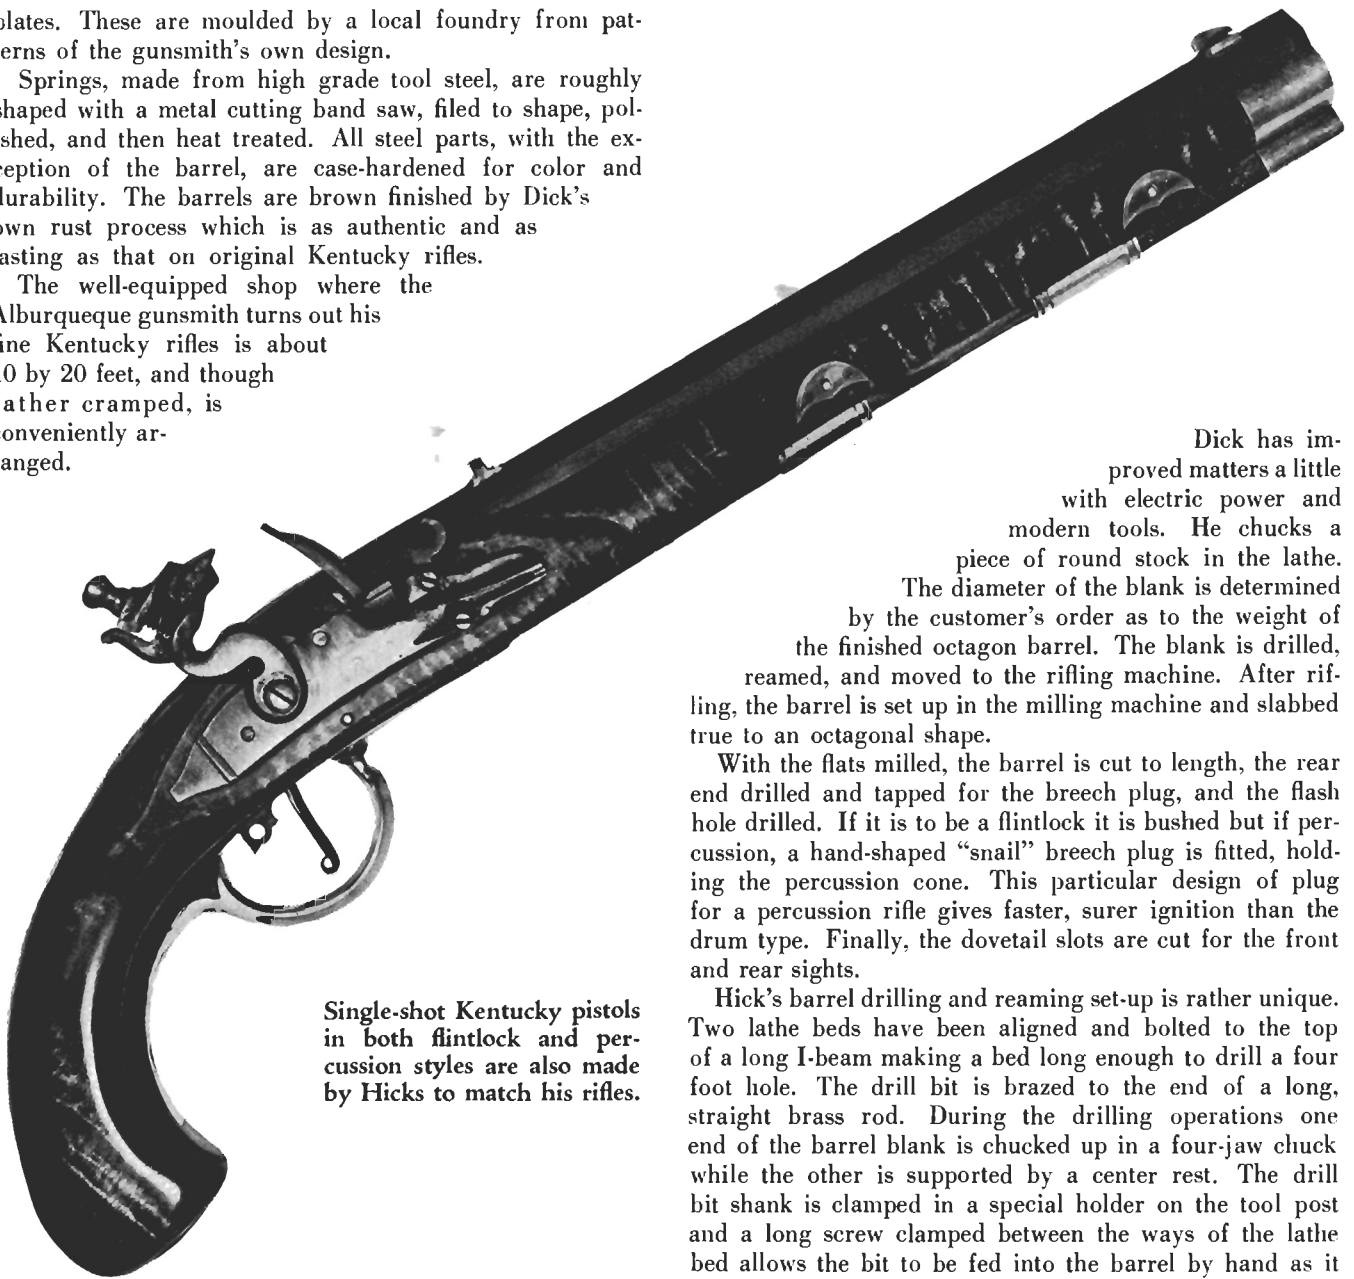 plates. These are moulded by a local foundry from pat-
erns of the gunsmith's own design.
Springs, made from high grade tool steel, are roughly
shaped with a metal cutting band saw, filed to shape, pol-
shed, and then heat treated. All steel parts, with the ex-
ception of the barrel, are case-hardened for color and
durability. The barrels are brown finished by Dick's
own rust process which is as authentic and as
asting as that on original Kentucky rifles.
The well-equipped shop where the
Alburqueque gunsmith turns out his
ine Kentucky rifles is about
10 by 20 feet, and though
ather cramped, is
conveniently ar-
anged.
Single-shot Kentucky pistols
in both flintlock and per-
cussion styles are also made
by Hicks to match his rifles.
Dick has im-
proved matters a little
with electric power and
modern tools. He chucks a
piece of round stock in the lathe.
The diameter of the blank is determined
by the customer's order as to the weight of
the finished octagon barrel. The blank is drilled,
reamed, and moved to the rifling machine. After rif-
ling, the barrel is set up in the milling machine and slabbed
true to an octagonal shape.
With the flats milled, the barrel is cut to length, the rear
end drilled and tapped for the breech plug, and the flash
hole drilled. If it is to be a flintlock it is bushed but if per-
cussion, a hand-shaped “snail” breech plug is fitted, hold-
ing the percussion cone. This particular design of plug
for a percussion rifle gives faster, surer ignition than the
drum type. Finally, the dovetail slots are cut for the front
and rear sights.
Hick's barrel drilling and reaming set-up is rather unique.
Two lathe beds have been aligned and bolted to the top
of a long I-beam making a bed long enough to drill a four
foot hole. The drill bit is brazed to the end of a long,
straight brass rod. During the drilling operations one
end of the barrel blank is chucked up in a four-jaw chuck
while the other is supported by a center rest. The drill
bit shank is clamped in a special holder on the tool post
and a long screw clamped between the ways of the lathe
bed allows the bit to be fed into the barrel by hand as it